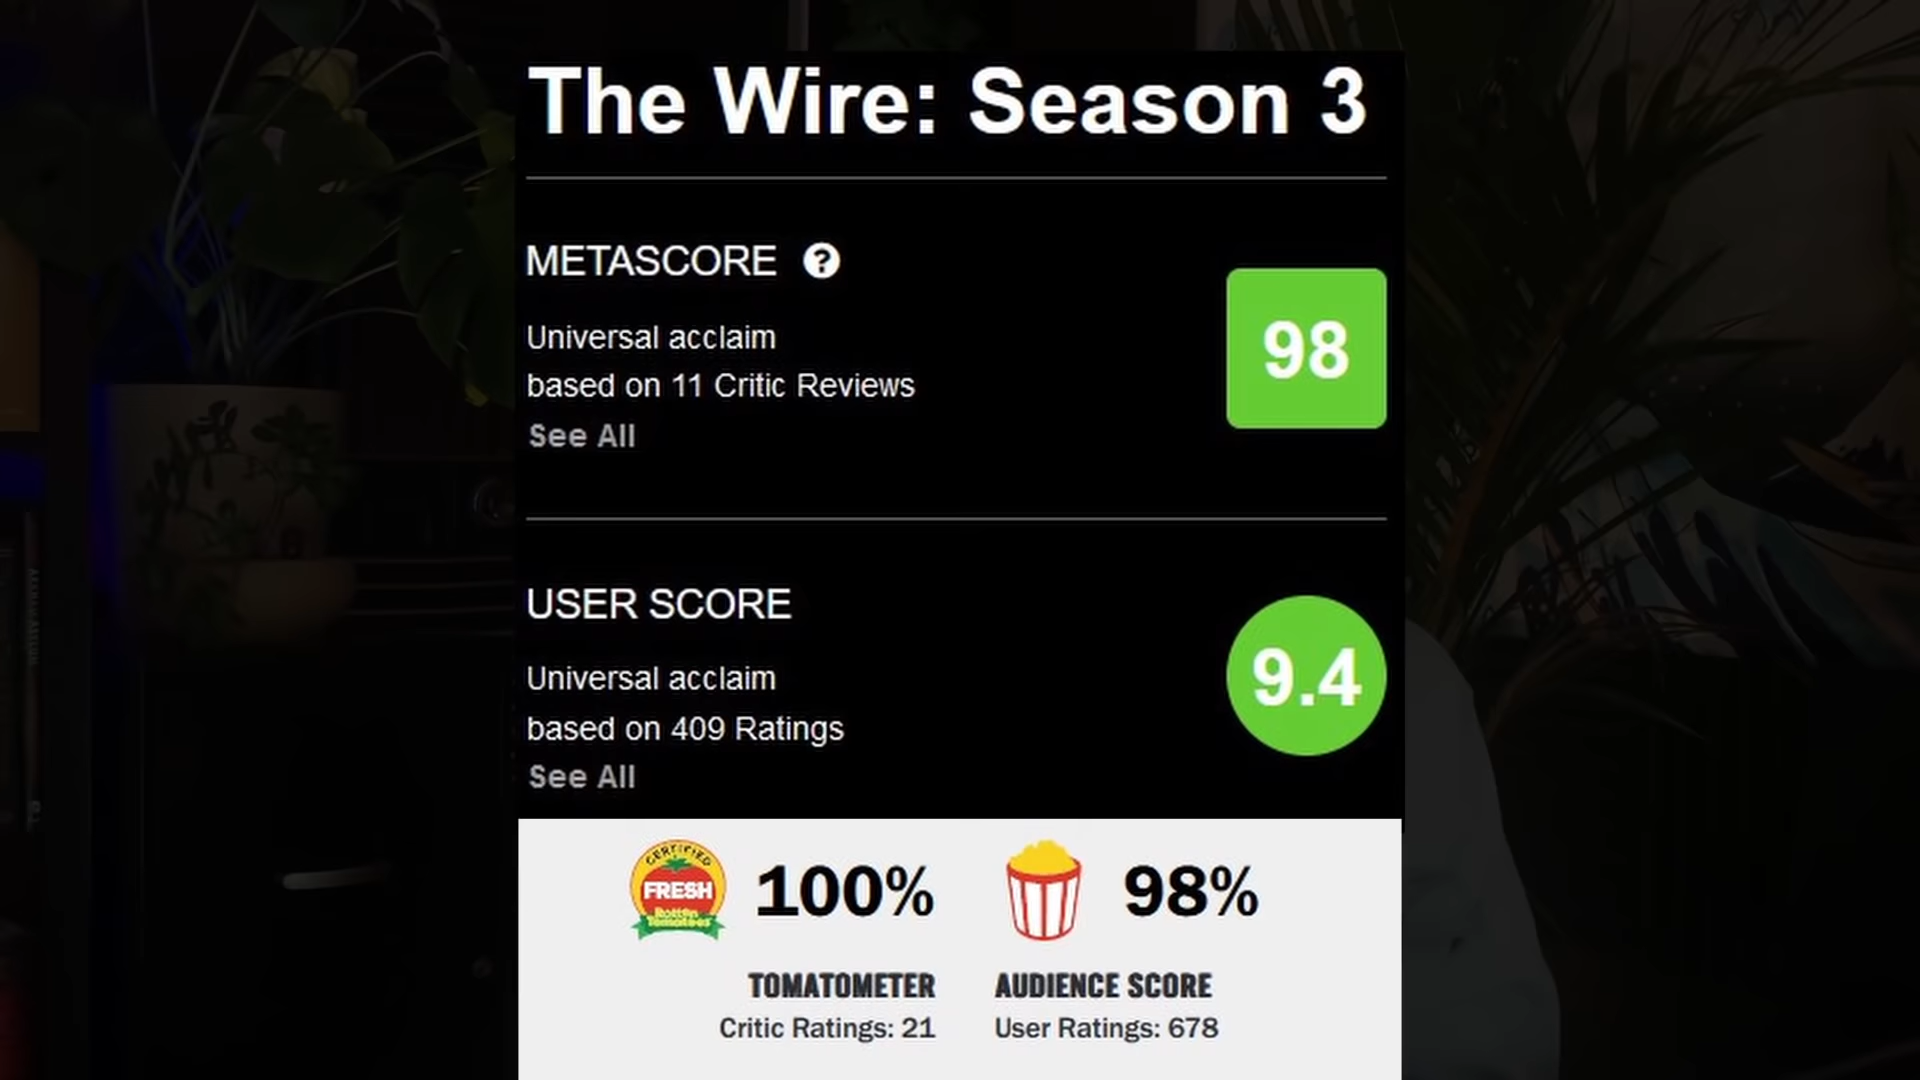 The Wire: Season 3
METASCORE ?
Universal acclaim
based on 11 Critic Reviews
See All
98
USER SCORE
Universal acclaim
based on 409 Ratings
See All
9.4
CERTIFIED
FRESH
Rotten
Tomatoes
100%
98%
TOMATOMETER
AUDIENCE SCORE
Critic Ratings: 21
User Ratings: 678